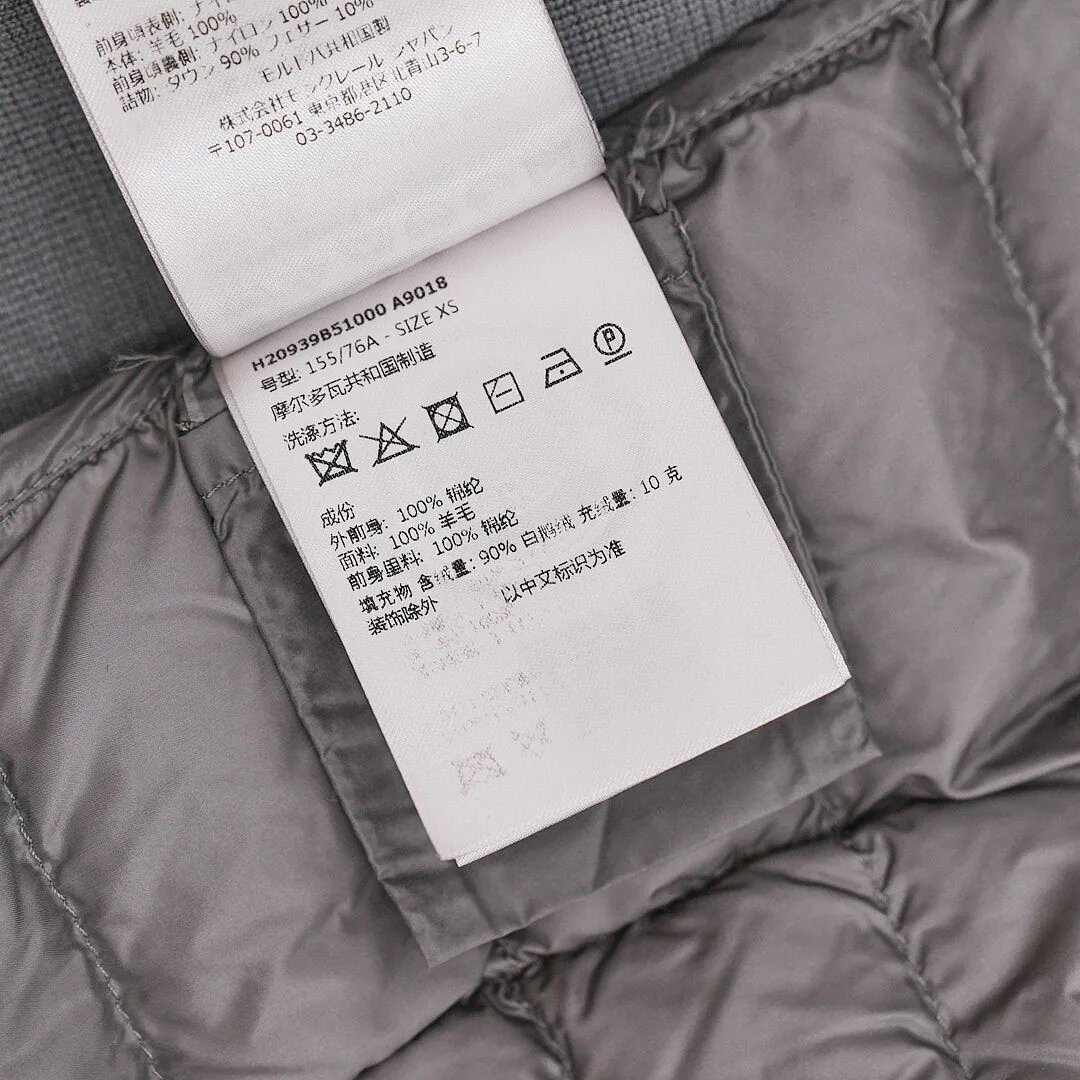 前身頃表側: ナイロン 100%
本体: 羊毛 100%
前身頃裏側: ナイロン 100%
詰物: ダウン 90% フェザー 10%
モルドバ共和国製
株式会社モンクレール ジャパン
〒107-0061 東京都港区北青山3-6-7
03-3486-2110
H20939B51000 A9018
号型: 155/76A - SIZE XS
摩尔多瓦共和国制造
洗涤方法:
P
成份
外前身: 100% 锦纶
面料: 100% 羊毛
前身里料: 100% 锦纶
填充物 含绒量: 90% 白鹅绒 充绒量: 10 克
装饰除外 以中文标识为准